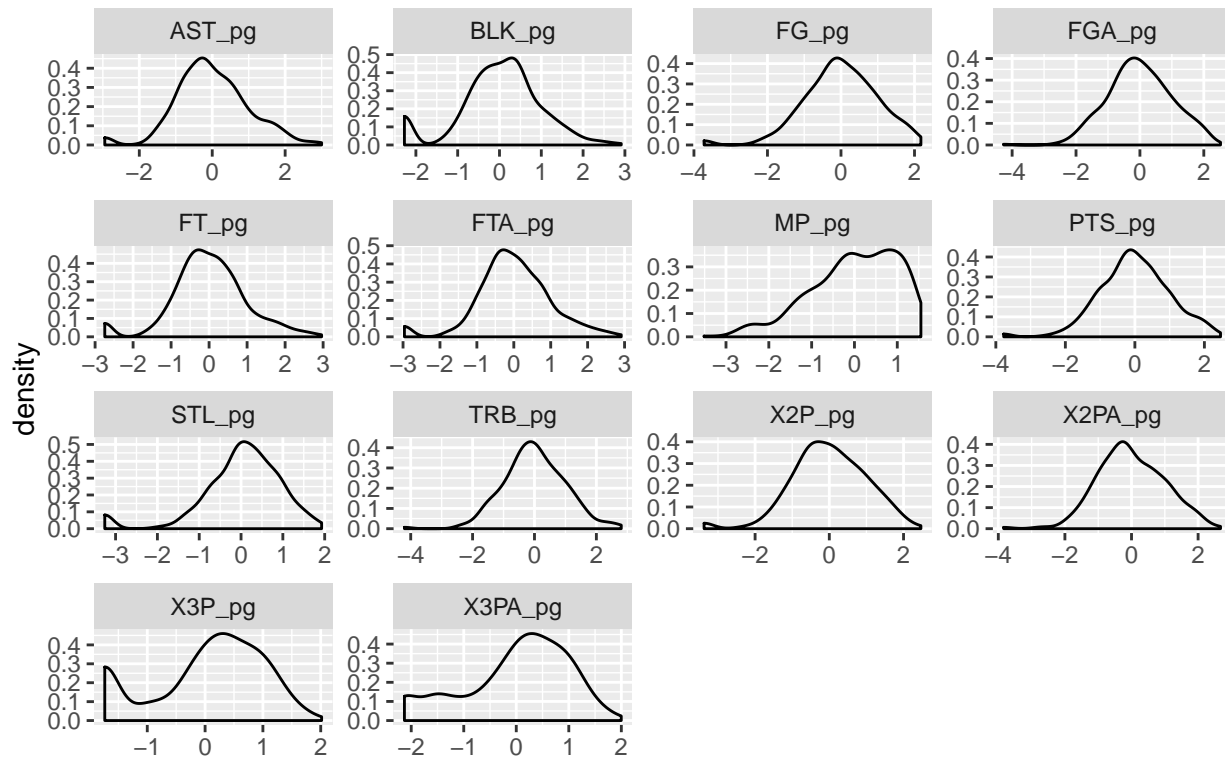 AST_pg BLK_pg FG_pg FGA_pg
0.4 0.3 0.2 0.1 0.0 0.5 0.4 0.3 0.2 0.1 0.0 0.4 0.3 0.2 0.1 0.0 0.4 0.3 0.2 0.1 0.0
−2 0 2 −2 −1 0 1 2 3 −4 −2 0 2 −4 −2 0 2
FT_pg FTA_pg MP_pg PTS_pg
0.4 0.3 0.2 0.1 0.0 0.5 0.4 0.3 0.2 0.1 0.0 0.3 0.2 0.1 0.0 0.4 0.3 0.2 0.1 0.0
−3 −2 −1 0 1 2 3 −3 −2 −1 0 1 2 3 −3 −2 −1 0 1 −4 −2 0 2
density
STL_pg TRB_pg X2P_pg X2PA_pg
0.5 0.4 0.3 0.2 0.1 0.0 0.4 0.3 0.2 0.1 0.0 0.4 0.3 0.2 0.1 0.0 0.4 0.3 0.2 0.1 0.0
−3 −2 −1 0 1 2 −4 −2 0 2 −2 0 2 −4 −2 0 2
X3P_pg X3PA_pg
0.4 0.3 0.2 0.1 0.0 0.4 0.3 0.2 0.1 0.0
−1 0 1 2 −2 −1 0 1 2